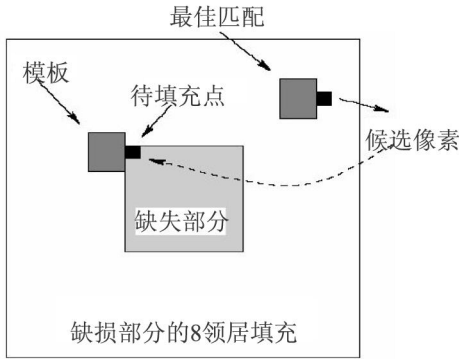 最佳匹配
模板
待填充点
候选像素
缺失部分
缺损部分的8领居填充